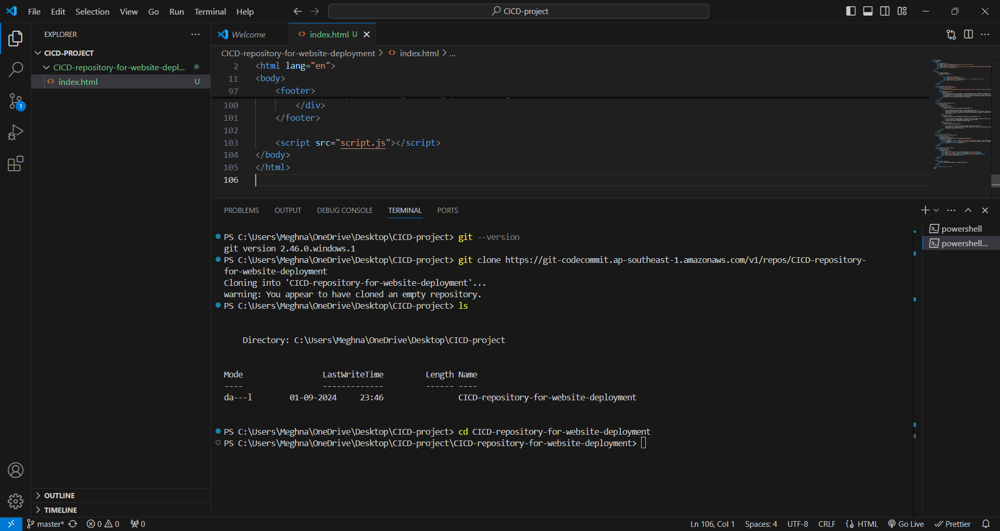 File Edit Selection View Go Run Terminal Help
CICD-project
EXPLORER
CICD-PROJECT
CICD-repository-for-website-depl...
index.html U
Welcome
index.html U
CICD-repository-for-website-deployment > index.html > ...
2 <html lang="en">
11 <body>
97 <footer>
100 </div>
101 </footer>
102
103 <script src="script.js"></script>
104 </body>
105 </html>
106
PROBLEMS OUTPUT DEBUG CONSOLE TERMINAL PORTS
powershell
powershell...
PS C:\Users\Meghna\OneDrive\Desktop\CICD-project> git --version
git version 2.46.0.windows.1
PS C:\Users\Meghna\OneDrive\Desktop\CICD-project> git clone https://git-codecommit.ap-southeast-1.amazonaws.com/v1/repos/CICD-repository-
for-website-deployment
Cloning into 'CICD-repository-for-website-deployment'...
warning: You appear to have cloned an empty repository.
PS C:\Users\Meghna\OneDrive\Desktop\CICD-project> ls
Directory: C:\Users\Meghna\OneDrive\Desktop\CICD-project
Mode LastWriteTime Length Name
---- ------------- ------ ----
da---l 01-09-2024 23:46 CICD-repository-for-website-deployment
PS C:\Users\Meghna\OneDrive\Desktop\CICD-project> cd CICD-repository-for-website-deployment
PS C:\Users\Meghna\OneDrive\Desktop\CICD-project\CICD-repository-for-website-deployment>
1
OUTLINE
TIMELINE
master* 0 0 0
Ln 106, Col 1 Spaces: 4 UTF-8 CRLF {} HTML Go Live Prettier